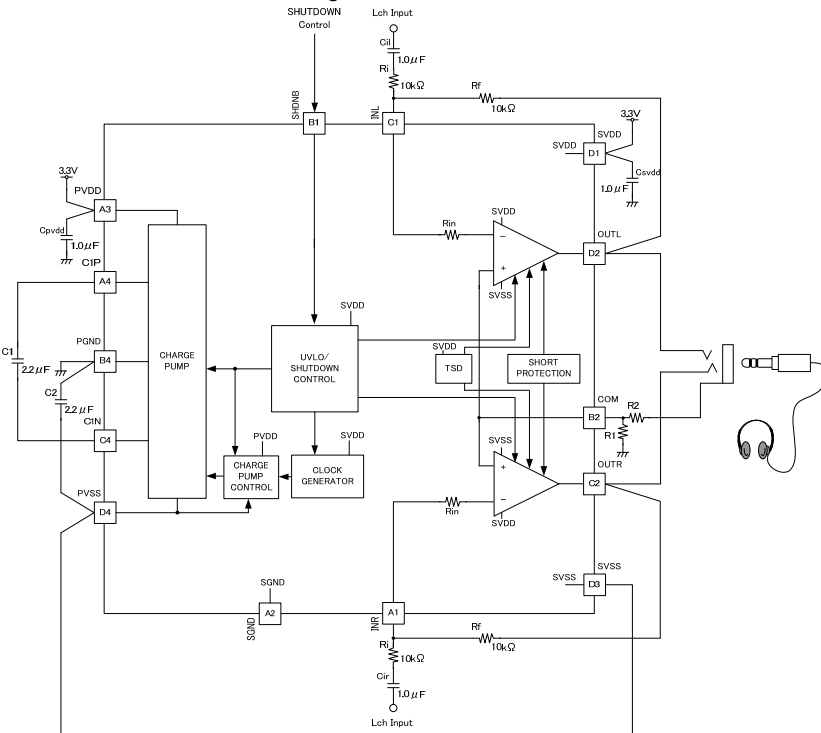 SHUTDOWN
Control
Lch Input
Cil
1.0μF
Ri
10kΩ
Rf
10kΩ
SHDNB
B1
INL
C1
3.3V
SVDD
SVDD
D1
Csvdd
1.0μF
3.3V
PVDD
A3
Cpvdd
1.0μF
C1P
A4
Rin
SVDD
−
+
SVSS
OUTL
D2
PGND
B4
C1
2.2μF
C2
2.2μF
C1N
C4
CHARGE
PUMP
SVDD
UVLO/
SHUTDOWN
CONTROL
SVDD
TSD
SHORT
PROTECTION
COM
B2
R2
R1
PVDD
CHARGE
PUMP
CONTROL
SVDD
CLOCK
GENERATOR
SVSS
+
−
SVDD
Rin
OUTR
C2
PVSS
D4
SVSS
SVSS
D3
SGND
SGND
A2
INR
A1
Ri
10kΩ
Rf
10kΩ
Cir
1.0μF
Lch Input